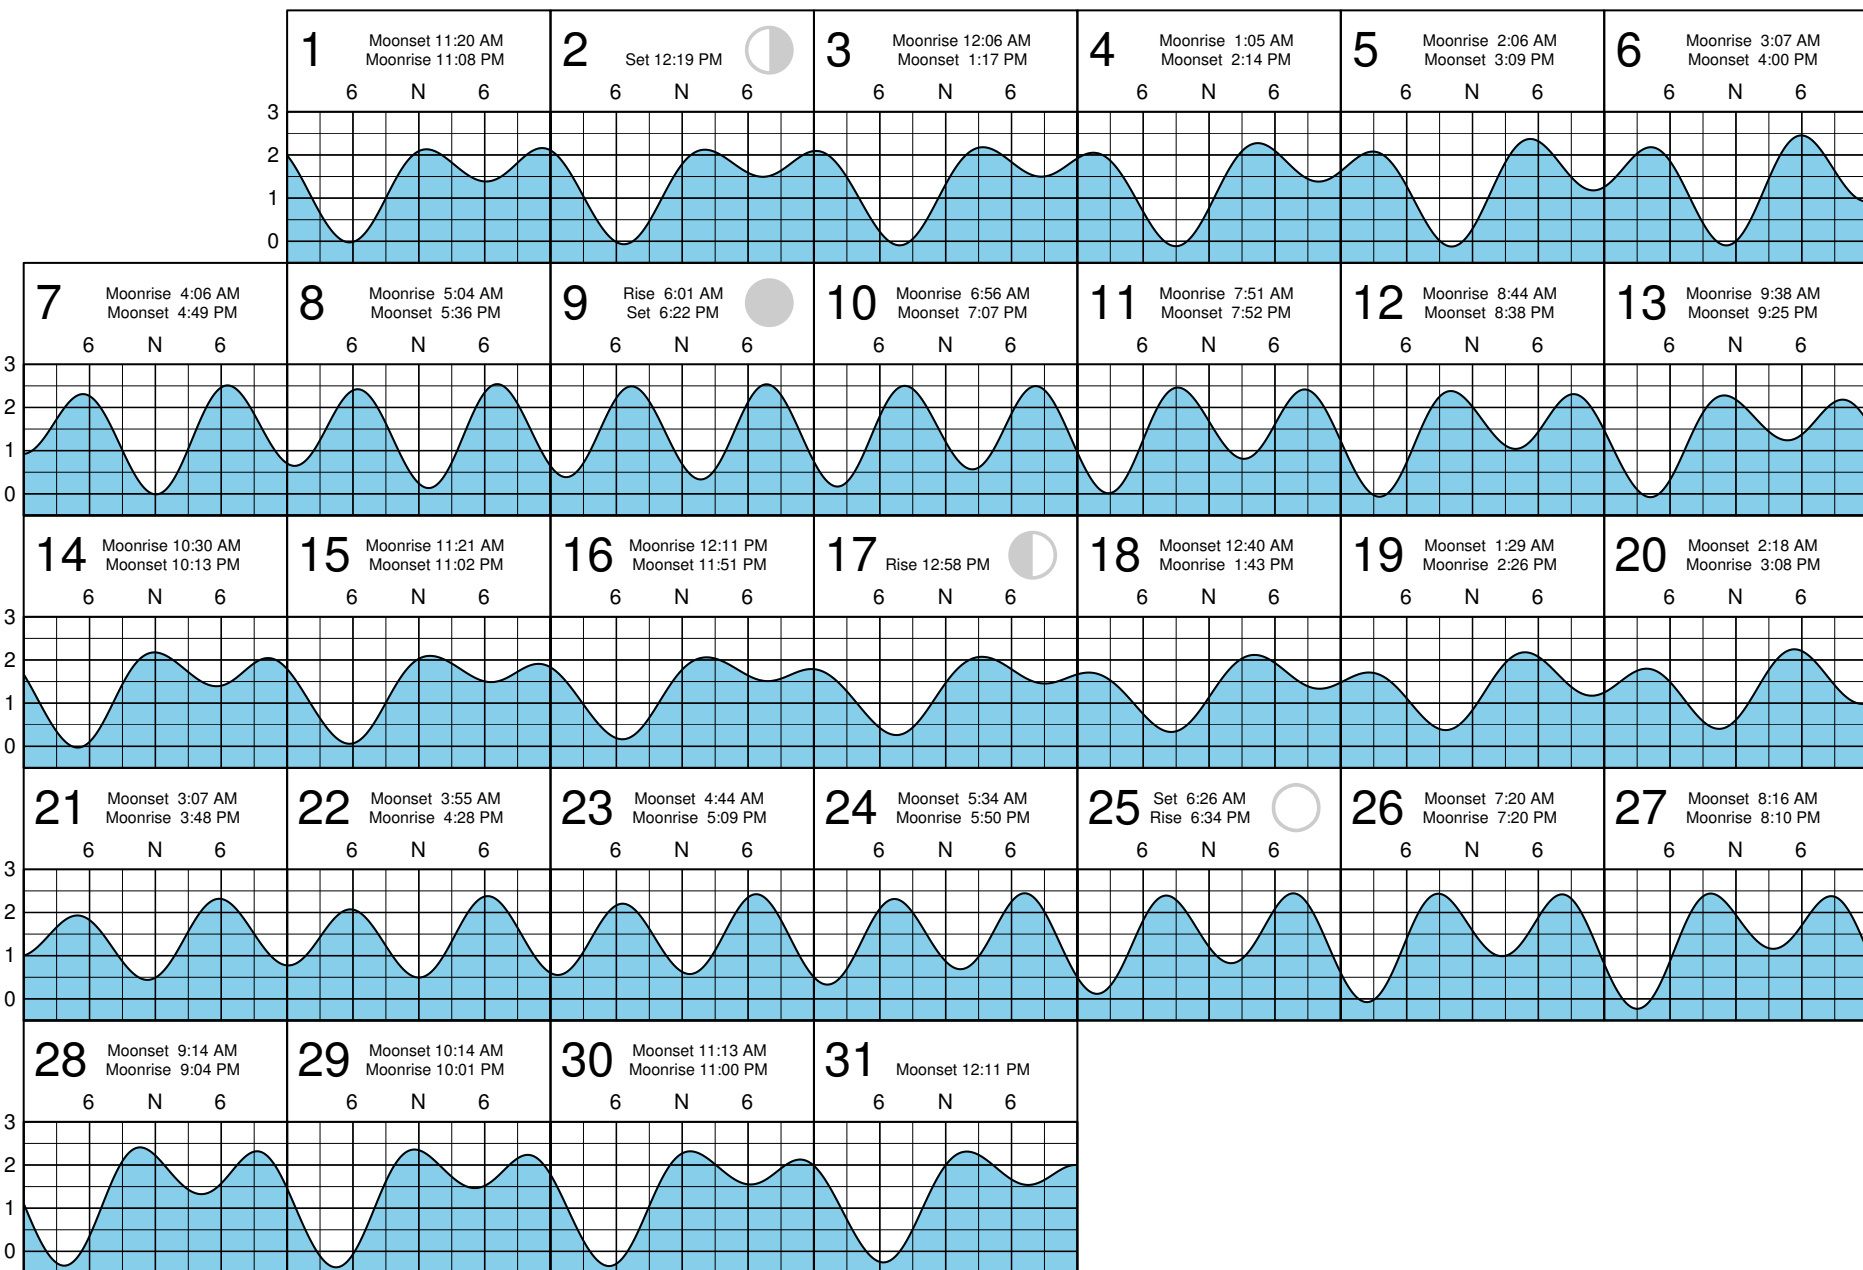 1 Moonset 11:20 AM
Moonrise 11:08 PM
6 N 6
2 Set 12:19 PM
6 N 6
3 Moonrise 12:06 AM
Moonset 1:17 PM
6 N 6
4 Moonrise 1:05 AM
Moonset 2:14 PM
6 N 6
5 Moonrise 2:06 AM
Moonset 3:09 PM
6 N 6
6 Moonrise 3:07 AM
Moonset 4:00 PM
6 N 6
3
2
1
0
7 Moonrise 4:06 AM
Moonset 4:49 PM
6 N 6
8 Moonrise 5:04 AM
Moonset 5:36 PM
6 N 6
9 Rise 6:01 AM
Set 6:22 PM
6 N 6
10 Moonrise 6:56 AM
Moonset 7:07 PM
6 N 6
11 Moonrise 7:51 AM
Moonset 7:52 PM
6 N 6
12 Moonrise 8:44 AM
Moonset 8:38 PM
6 N 6
13 Moonrise 9:38 AM
Moonset 9:25 PM
6 N 6
3
2
1
0
14 Moonrise 10:30 AM
Moonset 10:13 PM
6 N 6
15 Moonrise 11:21 AM
Moonset 11:02 PM
6 N 6
16 Moonrise 12:11 PM
Moonset 11:51 PM
6 N 6
17 Rise 12:58 PM
6 N 6
18 Moonset 12:40 AM
Moonrise 1:43 PM
6 N 6
19 Moonset 1:29 AM
Moonrise 2:26 PM
6 N 6
20 Moonset 2:18 AM
Moonrise 3:08 PM
6 N 6
3
2
1
0
21 Moonset 3:07 AM
Moonrise 3:48 PM
6 N 6
22 Moonset 3:55 AM
Moonrise 4:28 PM
6 N 6
23 Moonset 4:44 AM
Moonrise 5:09 PM
6 N 6
24 Moonset 5:34 AM
Moonrise 5:50 PM
6 N 6
25 Set 6:26 AM
Rise 6:34 PM
6 N 6
26 Moonset 7:20 AM
Moonrise 7:20 PM
6 N 6
27 Moonset 8:16 AM
Moonrise 8:10 PM
6 N 6
3
2
1
0
28 Moonset 9:14 AM
Moonrise 9:04 PM
6 N 6
29 Moonset 10:14 AM
Moonrise 10:01 PM
6 N 6
30 Moonset 11:13 AM
Moonrise 11:00 PM
6 N 6
31 Moonset 12:11 PM
6 N 6
3
2
1
0